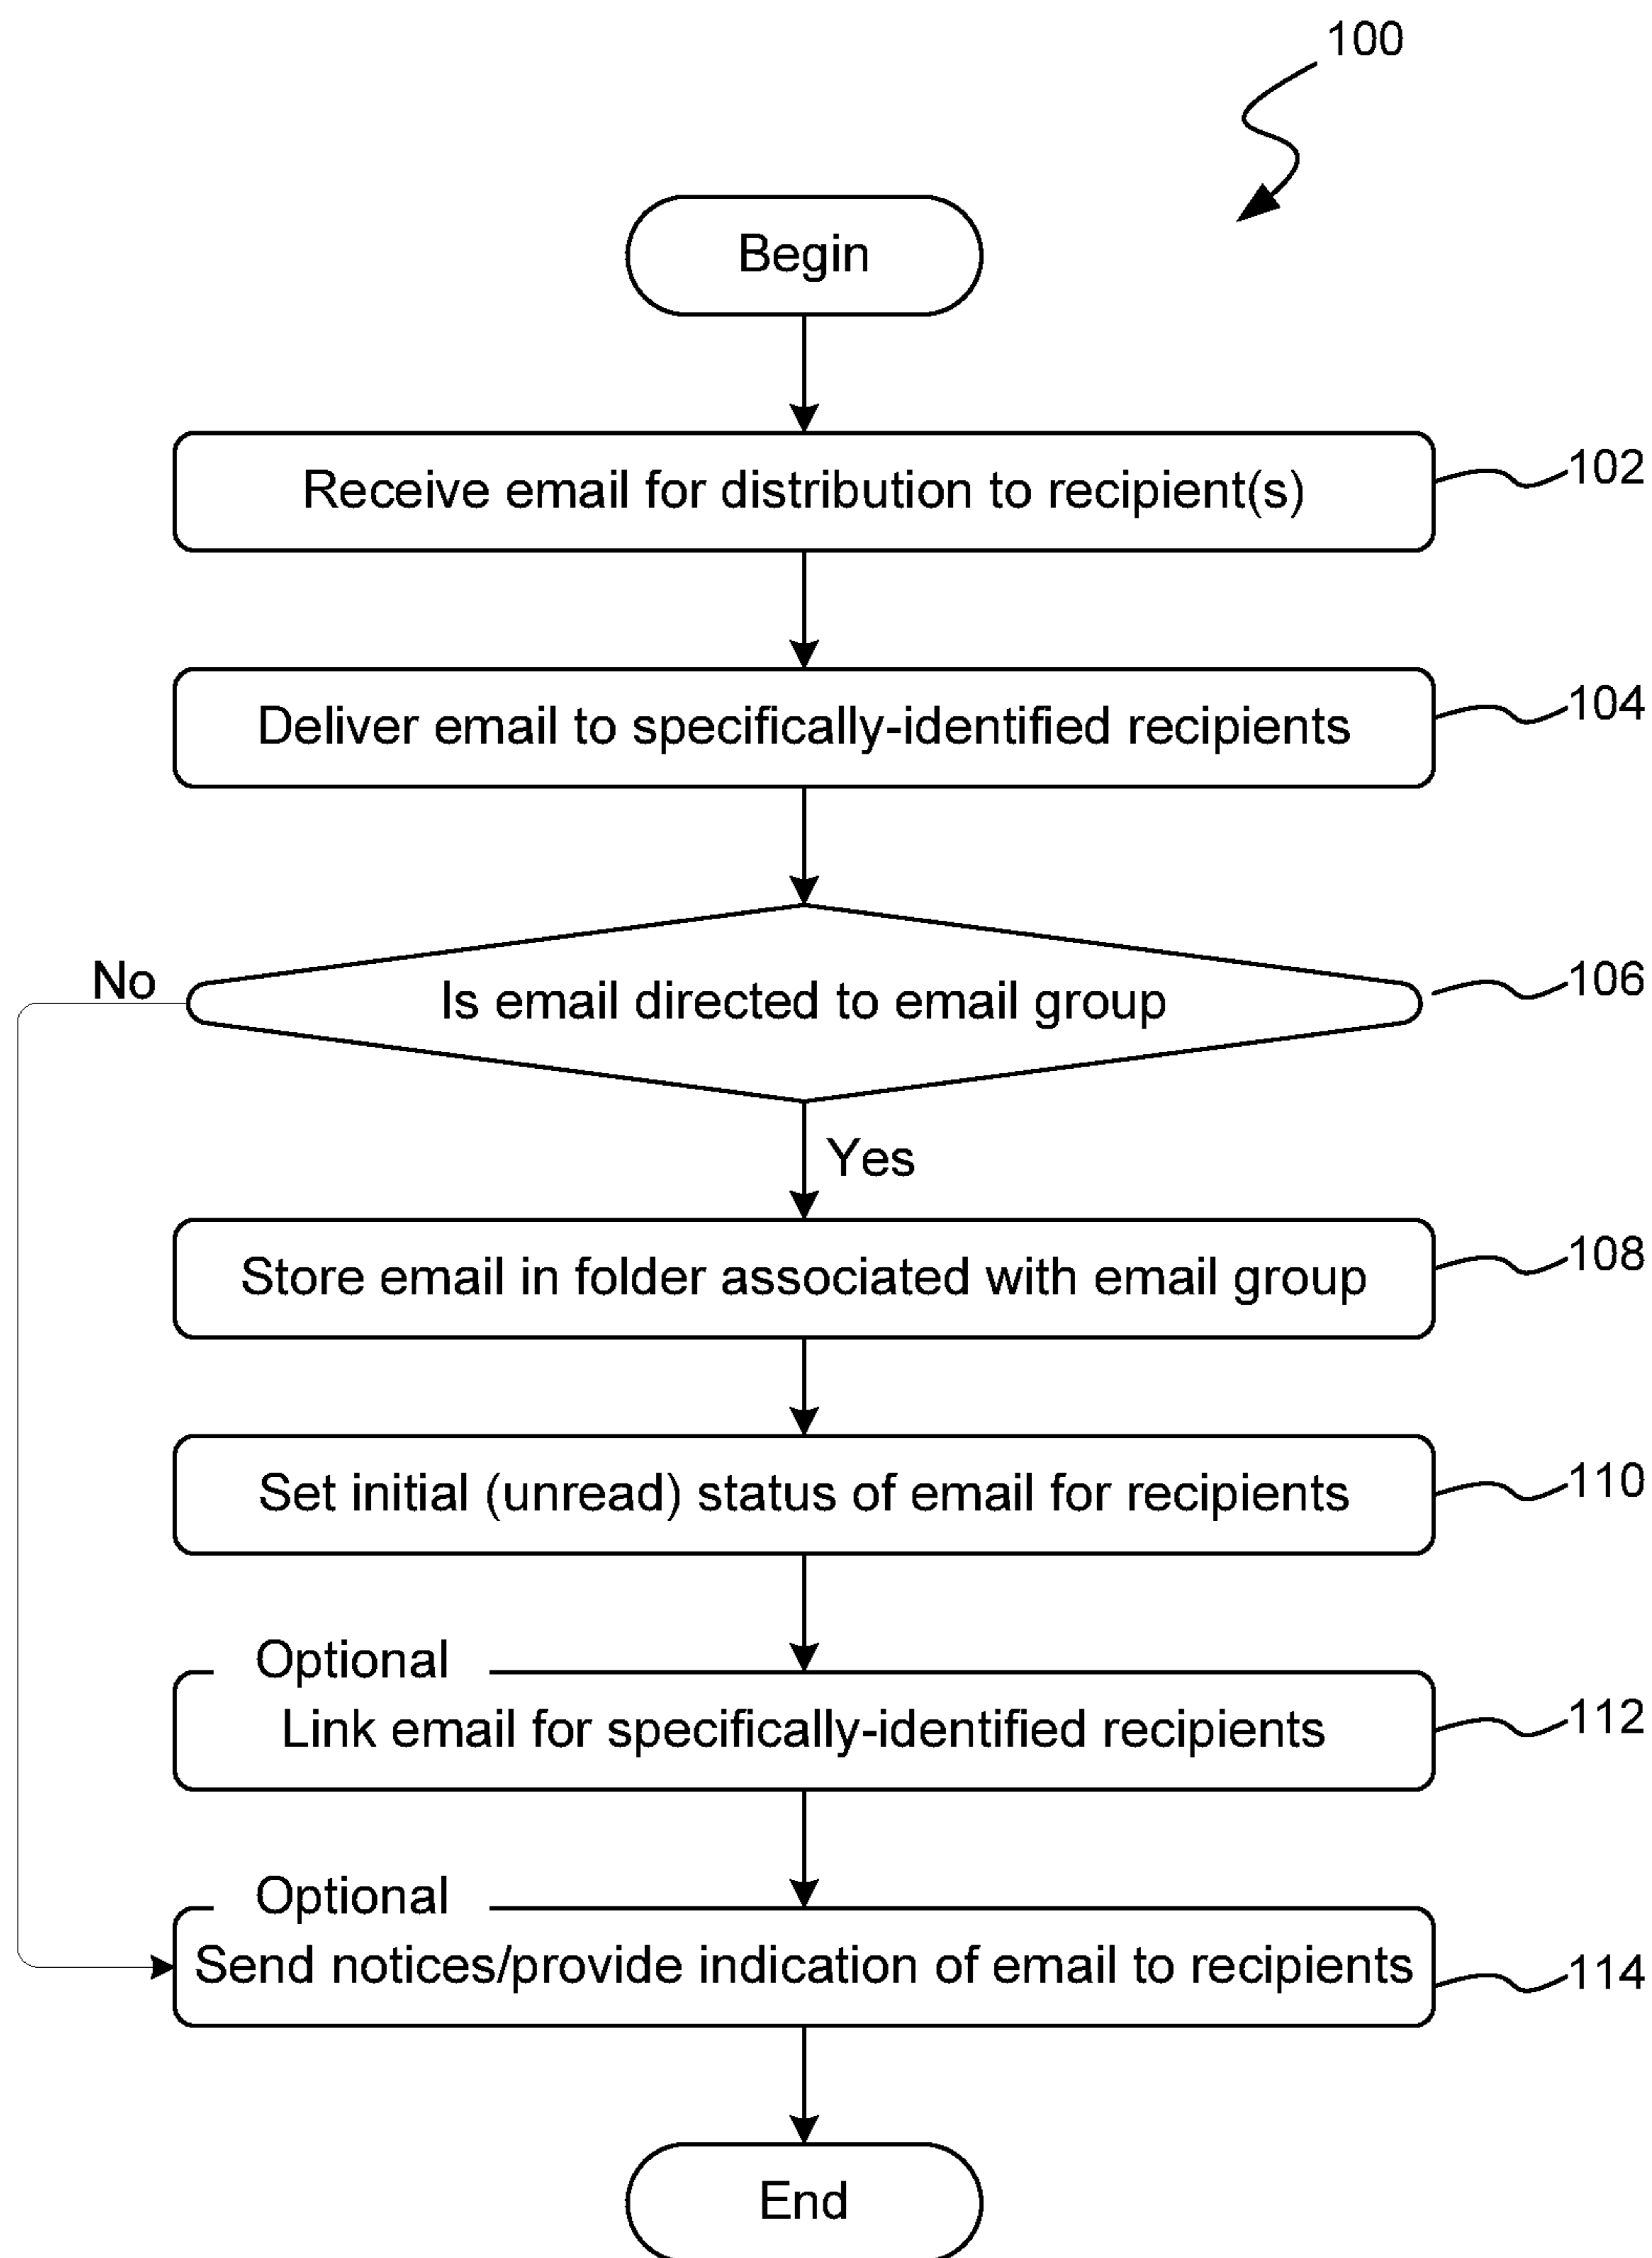 100
Begin
Receive email for distribution to recipient(s)
102
Deliver email to specifically-identified recipients
104
Is email directed to email group
106
No
Yes
Store email in folder associated with email group
108
Set initial (unread) status of email for recipients
110
Optional
Link email for specifically-identified recipients
112
Optional
Send notices/provide indication of email to recipients
114
End